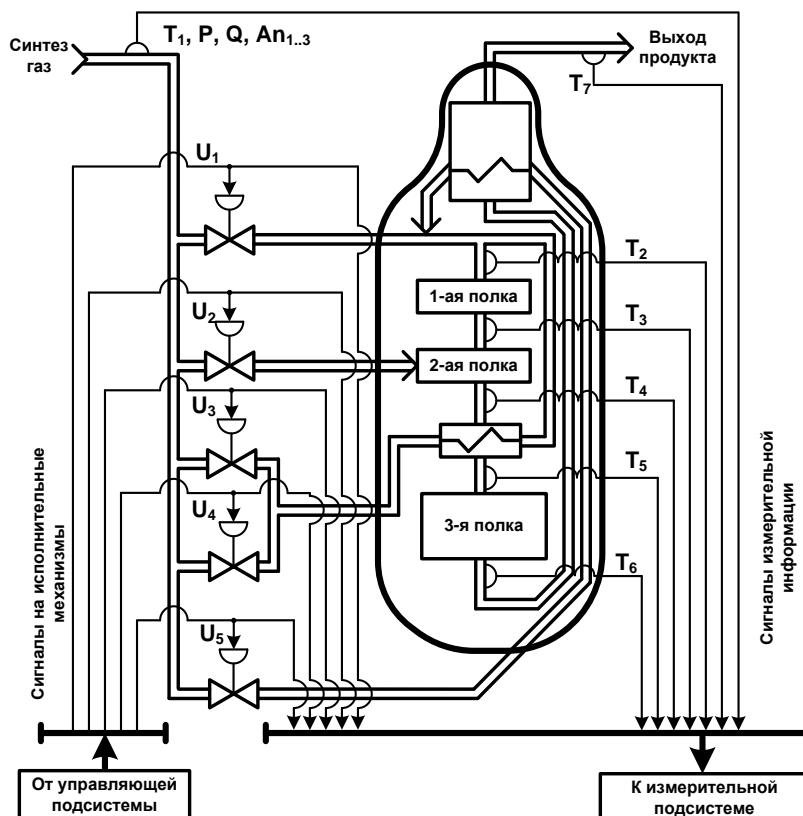 T1, P, Q, An1..3
Синтез
газ
Выход
продукта
T7
U1
T2
1-ая полка
U2
T3
2-ая полка
U3
T4
T5
U4
3-я полка
T6
U5
Сигналы на исполнительные
механизмы
Сигналы измерительной
информации
От управляющей
подсистемы
К измерительной
подсистеме